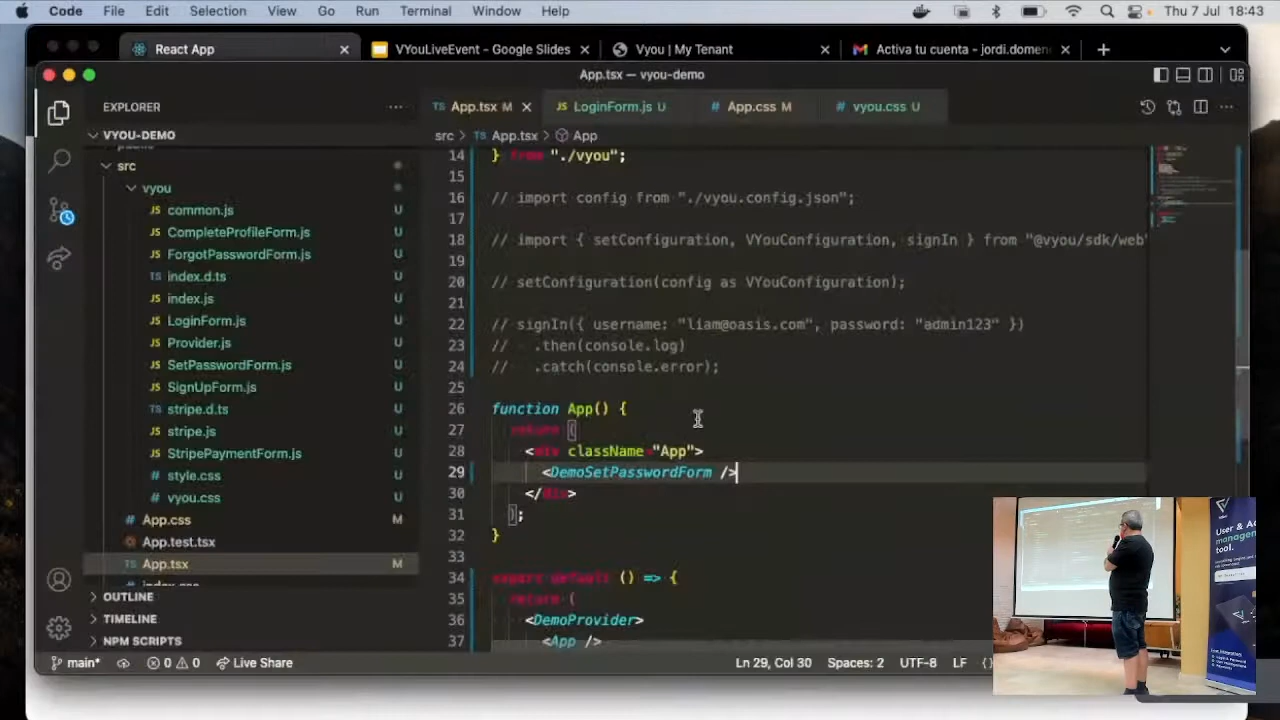 Code File Edit Selection View Go Run Terminal Window Help Thu 7 Jul 18:43
React App VYouLiveEvent - Google Slides Vyou | My Tenant Activa tu cuenta - jordi.domen
App.tsx — vyou-demo
EXPLORER
App.tsx M LoginForm.js U App.css M vyou.css U
VYOU-DEMO
src > App.tsx > App
src
vyou
common.js U
CompleteProfileForm.js U
ForgotPasswordForm.js U
index.d.ts U
index.js U
LoginForm.js U
Provider.js U
SetPasswordForm.js U
SignUpForm.js U
stripe.d.ts U
stripe.js U
StripePaymentForm.js U
style.css U
vyou.css U
App.css M
App.test.tsx
App.tsx M
OUTLINE
TIMELINE
NPM SCRIPTS
14 } from "./vyou";
15
16 // import config from "./vyou.config.json";
17
18 // import { setConfiguration, VYouConfiguration, signIn } from "@vyou/sdk/web"
19
20 // setConfiguration(config as VYouConfiguration);
21
22 // signIn({ username: "liam@oasis.com", password: "admin123" })
23 // .then(console.log)
24 // .catch(console.error);
25
26 function App() {
27 return (
28 <div className="App">
29 <DemoSetPasswordForm />
30 </div>
31 );
32 }
33
34 export default () => {
35 return (
36 <DemoProvider>
37 <App />
main* 0 0 Live Share Ln 29, Col 30 Spaces: 2 UTF-8 LF {}
User & A
management
tool.